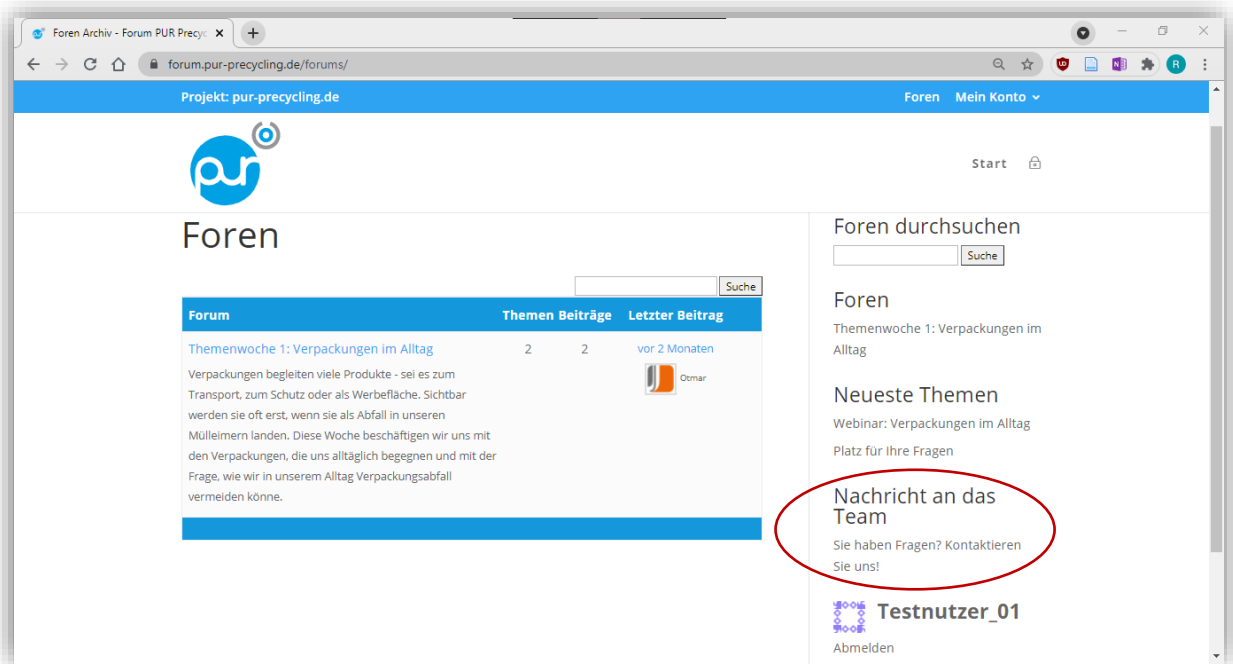 Foren Archiv - Forum PUR Precyc
forum.pur-precycling.de/forums/
R
Projekt: pur-precycling.de
Foren Mein Konto
pur
Start
Foren
Suche
Forum Themen Beiträge Letzter Beitrag
Themenwoche 1: Verpackungen im Alltag 2 2 vor 2 Monaten
Otmar
Verpackungen begleiten viele Produkte - sei es zum
Transport, zum Schutz oder als Werbefläche. Sichtbar
werden sie oft erst, wenn sie als Abfall in unseren
Mülleimern landen. Diese Woche beschäftigen wir uns mit
den Verpackungen, die uns alltäglich begegnen und mit der
Frage, wie wir in unserem Alltag Verpackungsabfall
vermeiden könne.
Foren durchsuchen
Suche
Foren
Themenwoche 1: Verpackungen im
Alltag
Neueste Themen
Webinar: Verpackungen im Alltag
Platz für Ihre Fragen
Nachricht an das
Team
Sie haben Fragen? Kontaktieren
Sie uns!
Testnutzer_01
Abmelden